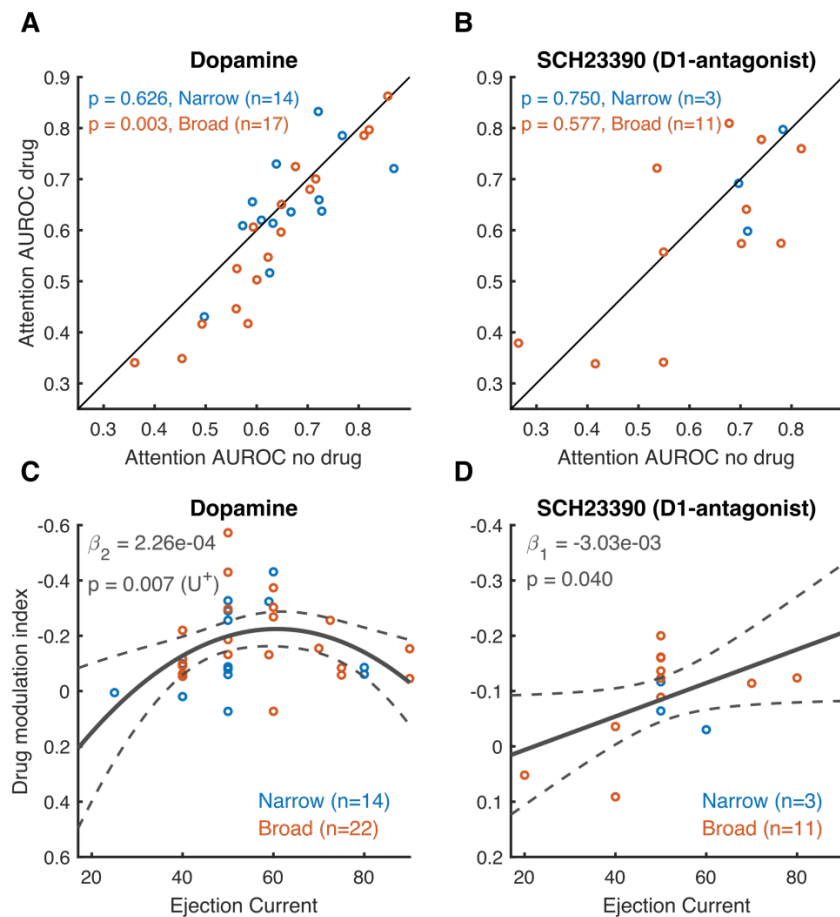 A
Dopamine
p = 0.626, Narrow (n=14)
p = 0.003, Broad (n=17)
Attention AUROC drug
0.9
0.8
0.7
0.6
0.5
0.4
0.3
0.3 0.4 0.5 0.6 0.7 0.8
Attention AUROC no drug
B
SCH23390 (D1-antagonist)
p = 0.750, Narrow (n=3)
p = 0.577, Broad (n=11)
0.9
0.8
0.7
0.6
0.5
0.4
0.3
0.3 0.4 0.5 0.6 0.7 0.8
Attention AUROC no drug
C
Dopamine
β2 = 2.26e-04
p = 0.007 (U+)
Drug modulation index
-0.6
-0.4
-0.2
0
0.2
0.4
0.6
Narrow (n=14)
Broad (n=22)
20 40 60 80
Ejection Current
D
SCH23390 (D1-antagonist)
β1 = -3.03e-03
p = 0.040
-0.4
-0.3
-0.2
-0.1
0
0.1
0.2
Narrow (n=3)
Broad (n=11)
20 40 60 80
Ejection Current